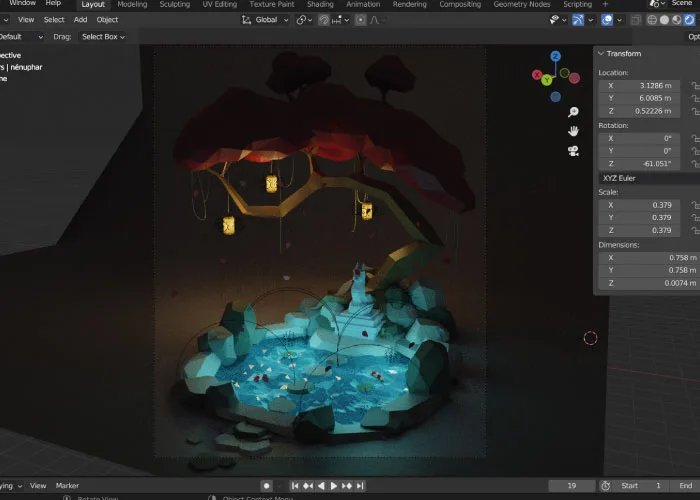 Window Help Layout Modeling Sculpting UV Editing Texture Paint Shading Animation Rendering Compositing Geometry Nodes Scripting Scene
View Select Add Object Global
Default Drag: Select Box Opt
pective
s | nénuphar
ne
Transform
Location:
X 3.1286 m
Y 6.0085 m
Z 0.52226 m
Rotation:
X 0°
Y 0°
Z -61.051°
XYZ Euler
Scale:
X 0.379
Y 0.379
Z 0.379
Dimensions:
X 0.758 m
Y 0.758 m
Z 0.0074 m
Z
X
Y
ying View Marker 19 Start 1 End
Rotate View Object Context Menu